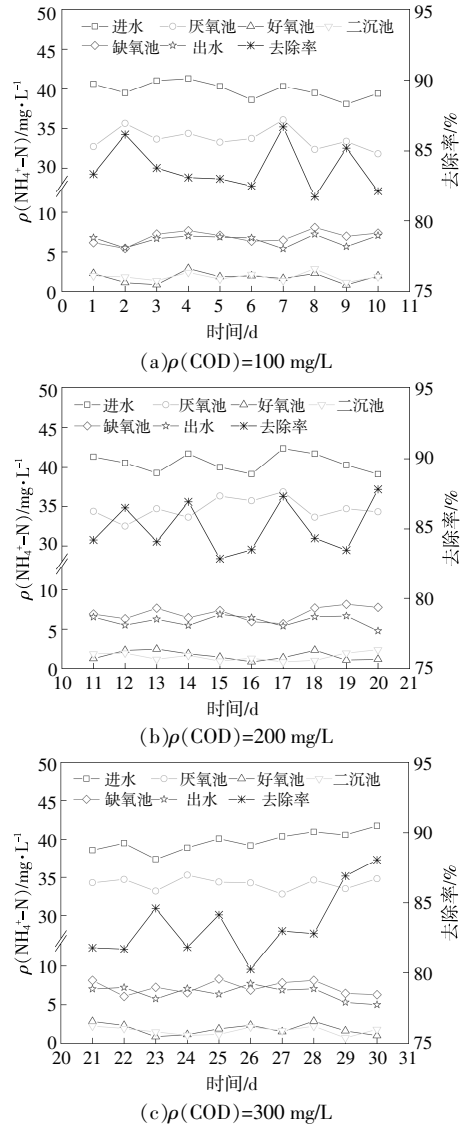 50 95
45
40 90
35 85
30
10 80
5
0 75
0 1 2 3 4 5 6 7 8 9 10 11
ρ(NH₄⁺-N)/mg·L⁻¹
去除率/%
进水 厌氧池 好氧池 二沉池
缺氧池 出水 去除率
时间/d
(a)ρ(COD)=100 mg/L
50 95
45
40 90
35 85
30
10 80
5
0 75
10 11 12 13 14 15 16 17 18 19 20 21
ρ(NH₄⁺-N)/mg·L⁻¹
去除率/%
进水 厌氧池 好氧池 二沉池
缺氧池 出水 去除率
时间/d
(b)ρ(COD)=200 mg/L
50 95
45
40 90
35 85
30
10 80
5
0 75
20 21 22 23 24 25 26 27 28 29 30 31
ρ(NH₄⁺-N)/mg·L⁻¹
去除率/%
进水 厌氧池 好氧池 二沉池
缺氧池 出水 去除率
时间/d
(c)ρ(COD)=300 mg/L